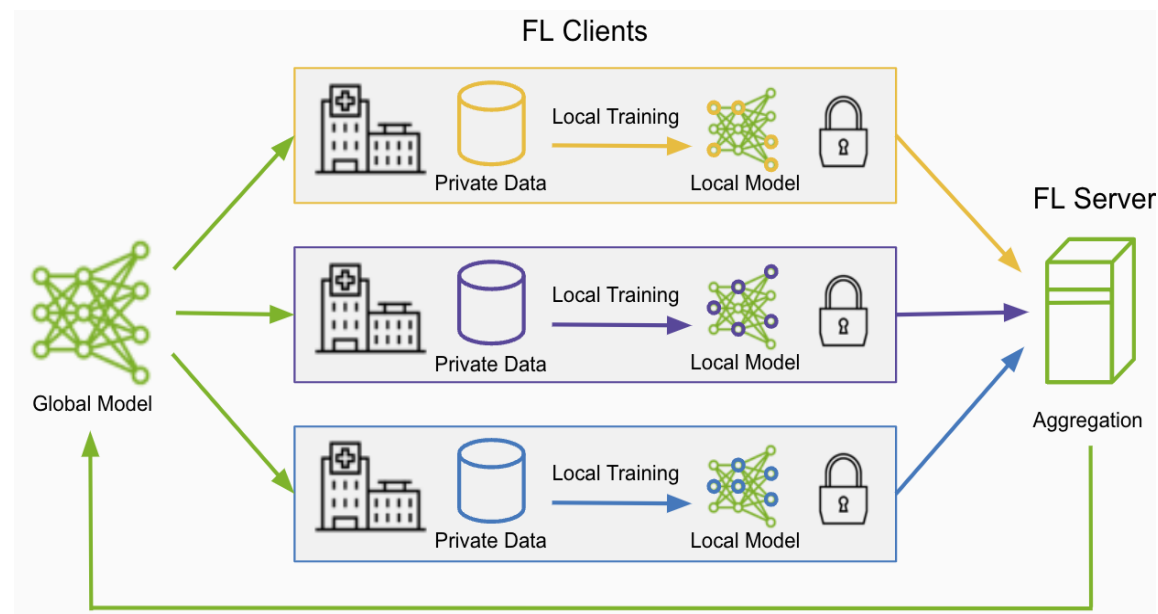 FL Clients
Local Training
Private Data
Local Model
FL Server
Local Training
Private Data
Local Model
Global Model
Aggregation
Local Training
Private Data
Local Model